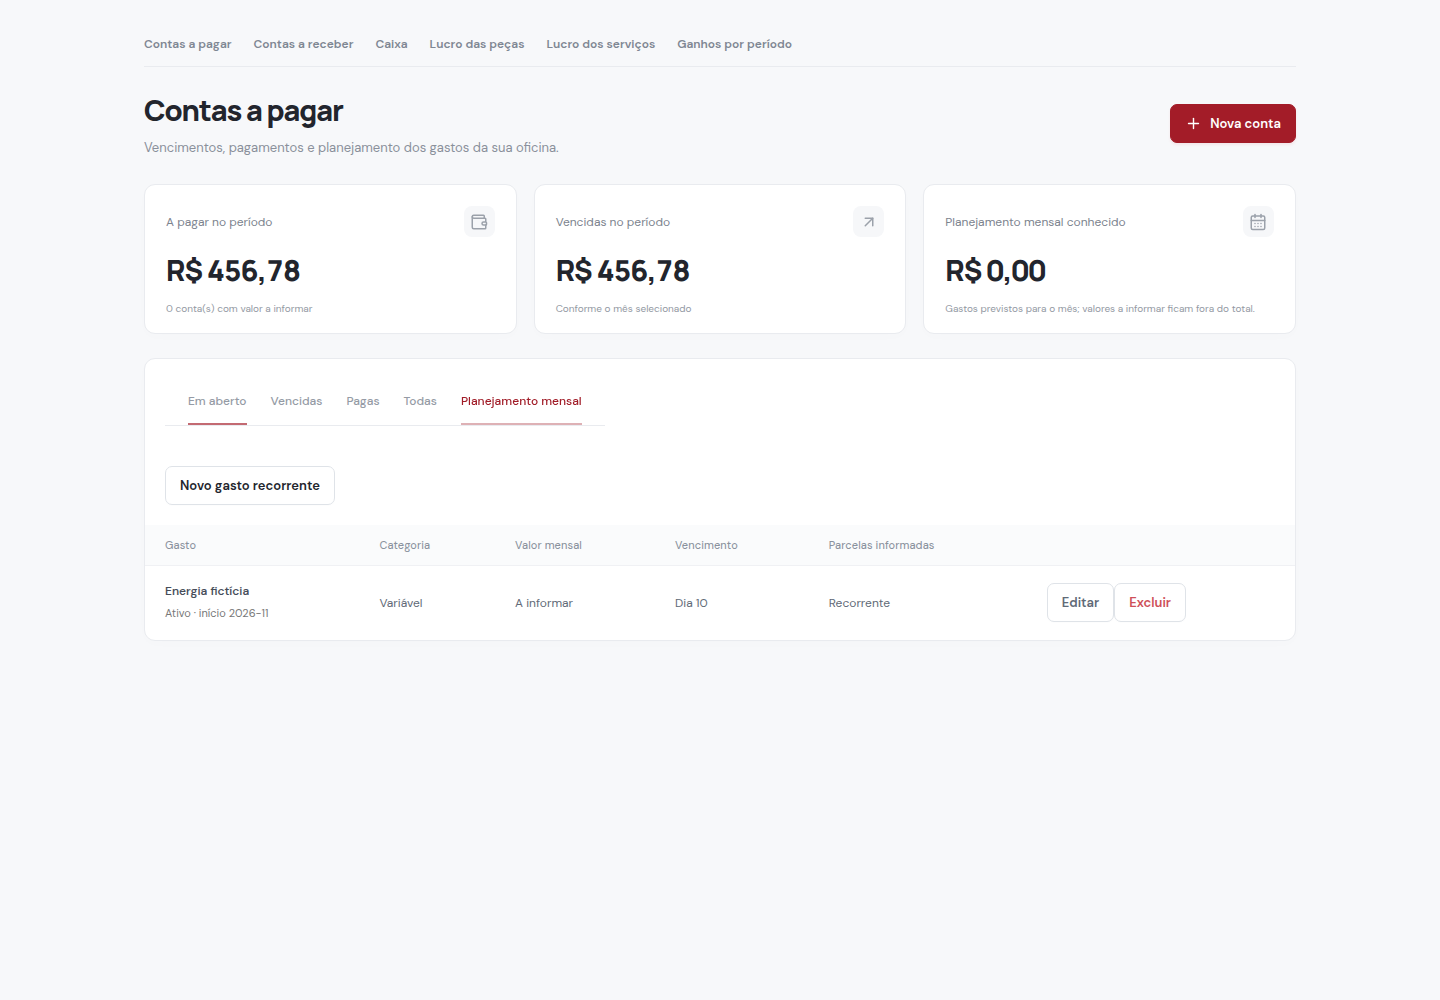 Contas a pagar Contas a receber Caixa Lucro das peças Lucro dos serviços Ganhos por período
Contas a pagar
Vencimentos, pagamentos e planejamento dos gastos da sua oficina.
Nova conta
A pagar no período
R$ 456,78
0 conta(s) com valor a informar
Vencidas no período
R$ 456,78
Conforme o mês selecionado
Planejamento mensal conhecido
R$ 0,00
Gastos previstos para o mês; valores a informar ficam fora do total.
Em aberto Vencidas Pagas Todas Planejamento mensal
Novo gasto recorrente
Gasto Categoria Valor mensal Vencimento Parcelas informadas
Energia fictícia
Ativo · início 2026-11
Variável A informar Dia 10 Recorrente Editar Excluir